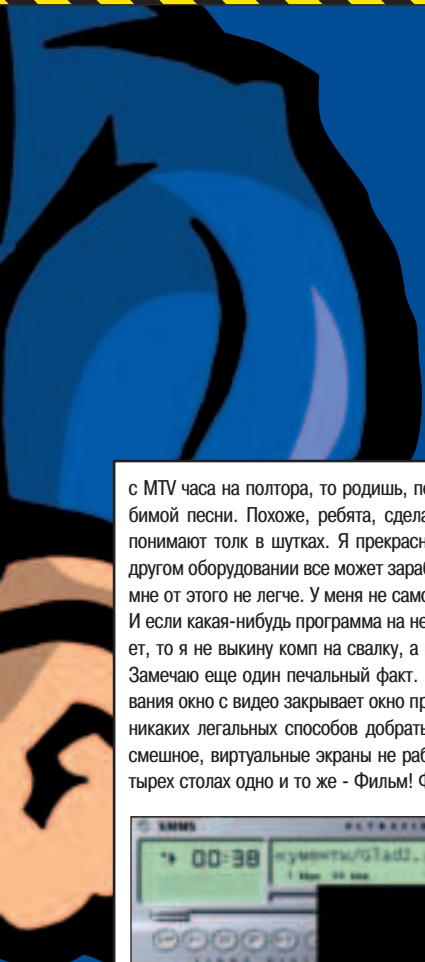 с MTV часа на полтора, то родишь, по
бимой песни. Похоже, ребята, сдела
понимают толк в шутках. Я прекрасн
другом оборудовании все может зараб
мне от этого не легче. У меня не само
И если какая-нибудь программа на не
ет, то я не выкину комп на свалку, а
Замечаю еще один печальный факт.
вания окно с видео закрывает окно пр
никаких легальных способов добрать
смешное, виртуальные экраны не раб
тырех столах одно и то же - Фильм! Ф
XMMS
00:38
кументы/GTad2.